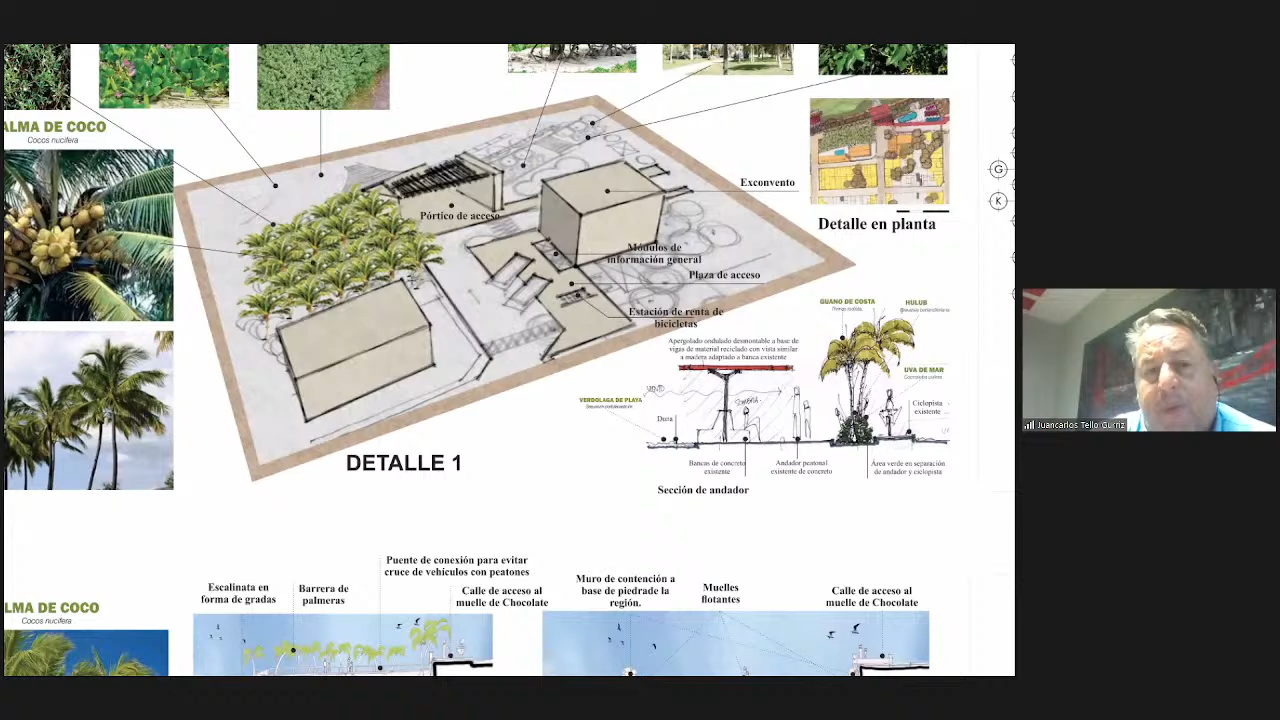 ALMA DE COCO
Cocos nucifera
Pórtico de acceso
Exconvento
Módulos de
información general
Plaza de acceso
Estación de renta de
bicicletas
Detalle en planta
G
K
DETALLE 1
GUANO DE COSTA
HULUB
Apergolado ondulado desmontable a base de
vigas de material reciclado con vista similar
a madera adaptado a banca existente
UVA DE MAR
VERDOLAGA DE PLAYA
Duna
Ciclopista
existente
Bancas de concreto
existente
Andador peatonal
existente de concreto
Área verde en separación
de andador y ciclopista
Sección de andador
Juancarlos Tello Gurriz
LMA DE COCO
Cocos nucifera
Escalinata en
forma de gradas
Barrera de
palmeras
Puente de conexión para evitar
cruce de vehículos con peatones
Calle de acceso al
muelle de Chocolate
Muro de contención a
base de piedrade la
región.
Muelles
flotantes
Calle de acceso al
muelle de Chocolate